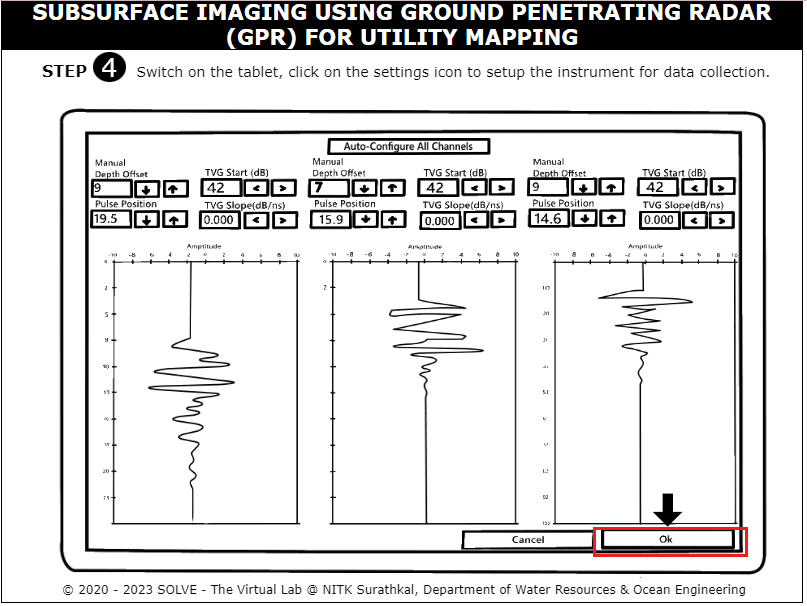 SUBSURFACE IMAGING USING GROUND PENETRATING RADAR
(GPR) FOR UTILITY MAPPING
STEP 4 Switch on the tablet, click on the settings icon to setup the instrument for data collection.
Auto-Configure All Channels
Manual
Depth Offset
9
TVG Start (dB)
42
Pulse Position
19.5
TVG Slope(dB/ns)
0.000
Manual
Depth Offset
7
TVG Start (dB)
42
Pulse Position
15.9
TVG Slope(dB/ns)
0.000
Manual
Depth Offset
9
TVG Start (dB)
42
Pulse Position
14.6
TVG Slope(dB/ns)
0.000
Amptitude
-10 -8 6 -4 -2 0 2 4 6 8 10
Amptitude
-10 -8 -6 -4 -2 0 2 4 6 8 10
Amptitude
-10 8 -6 -4 -2 0 2 4 6 8 10
Cancel
Ok
© 2020 - 2023 SOLVE - The Virtual Lab @ NITK Surathkal, Department of Water Resources & Ocean Engineering